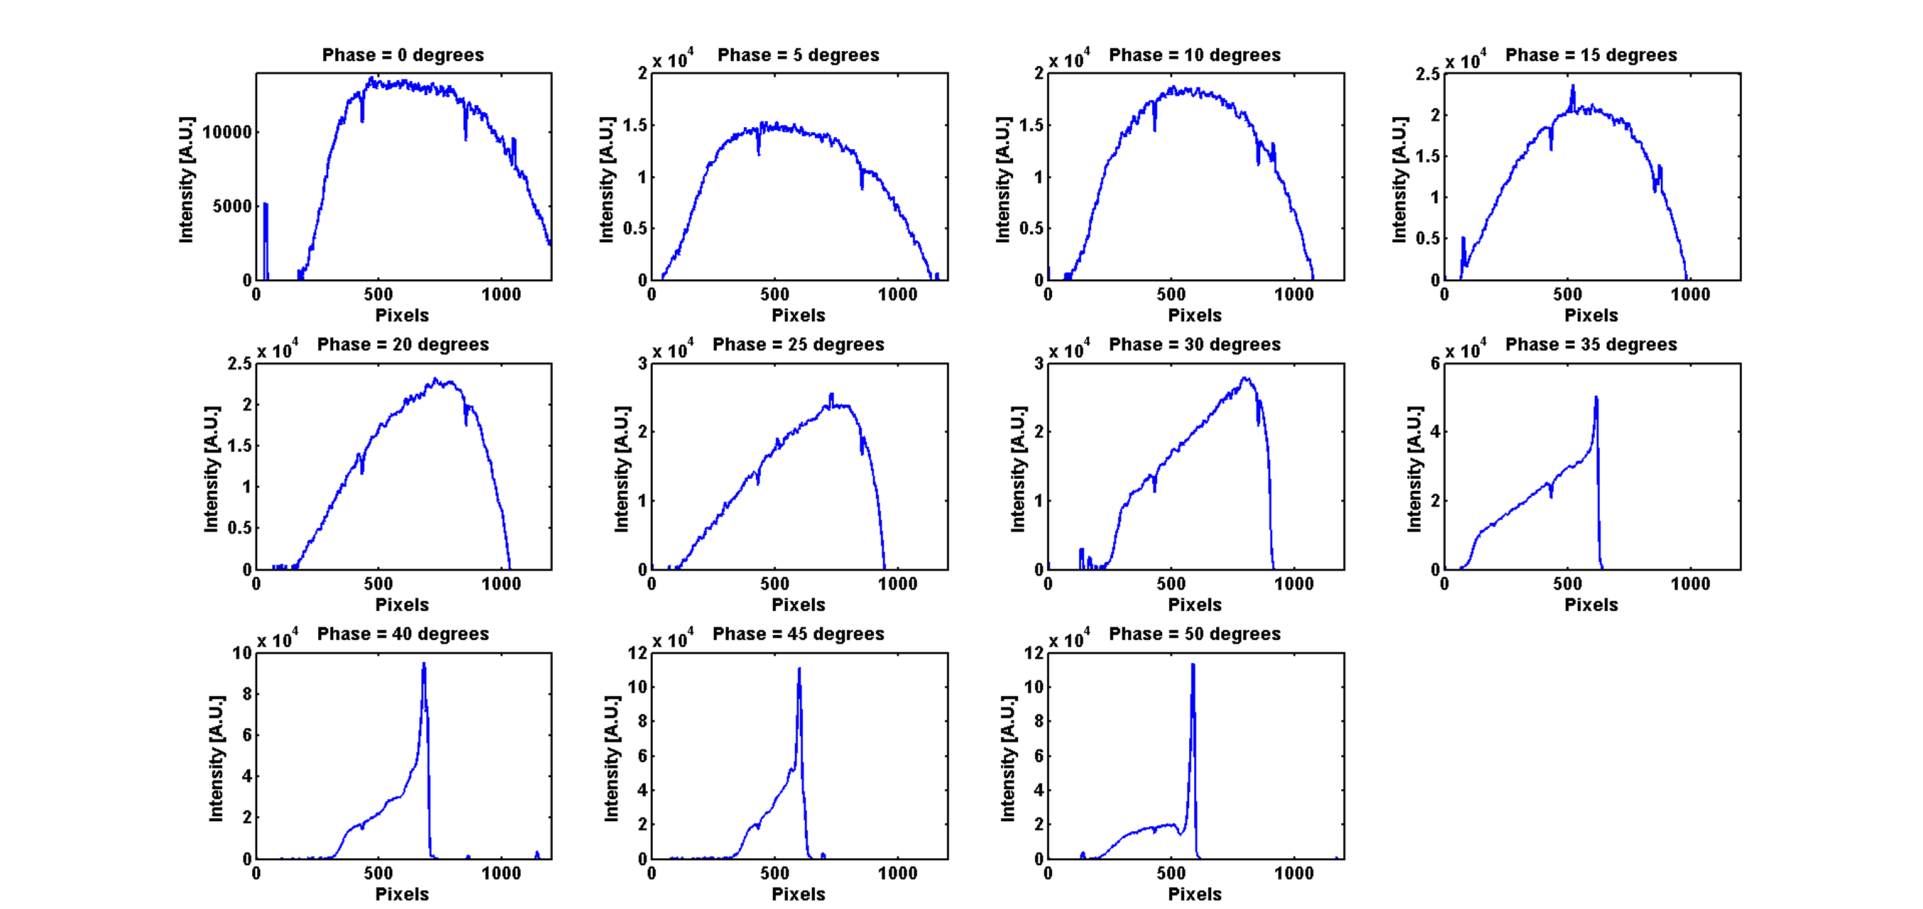 Phase = 0 degrees
Intensity [A.U.]
10000
5000
0
0 500 1000
Pixels
x 10^4 Phase = 5 degrees
Intensity [A.U.]
2
1.5
1
0.5
0
0 500 1000
Pixels
x 10^4 Phase = 10 degrees
Intensity [A.U.]
2
1.5
1
0.5
0
0 500 1000
Pixels
x 10^4 Phase = 15 degrees
Intensity [A.U.]
2.5
2
1.5
1
0.5
0
0 500 1000
Pixels
x 10^4 Phase = 20 degrees
Intensity [A.U.]
2.5
2
1.5
1
0.5
0
0 500 1000
Pixels
x 10^4 Phase = 25 degrees
Intensity [A.U.]
3
2
1
0
0 500 1000
Pixels
x 10^4 Phase = 30 degrees
Intensity [A.U.]
3
2
1
0
0 500 1000
Pixels
x 10^4 Phase = 35 degrees
Intensity [A.U.]
6
4
2
0
0 500 1000
Pixels
x 10^4 Phase = 40 degrees
Intensity [A.U.]
10
8
6
4
2
0
0 500 1000
Pixels
x 10^4 Phase = 45 degrees
Intensity [A.U.]
12
10
8
6
4
2
0
0 500 1000
Pixels
x 10^4 Phase = 50 degrees
Intensity [A.U.]
12
10
8
6
4
2
0
0 500 1000
Pixels